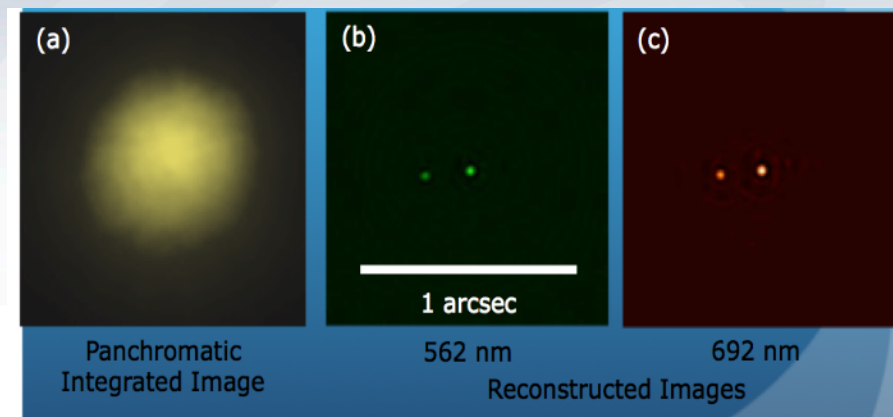 (a)
(b)
(c)
1 arcsec
Panchromatic
Integrated Image
562 nm
692 nm
Reconstructed Images